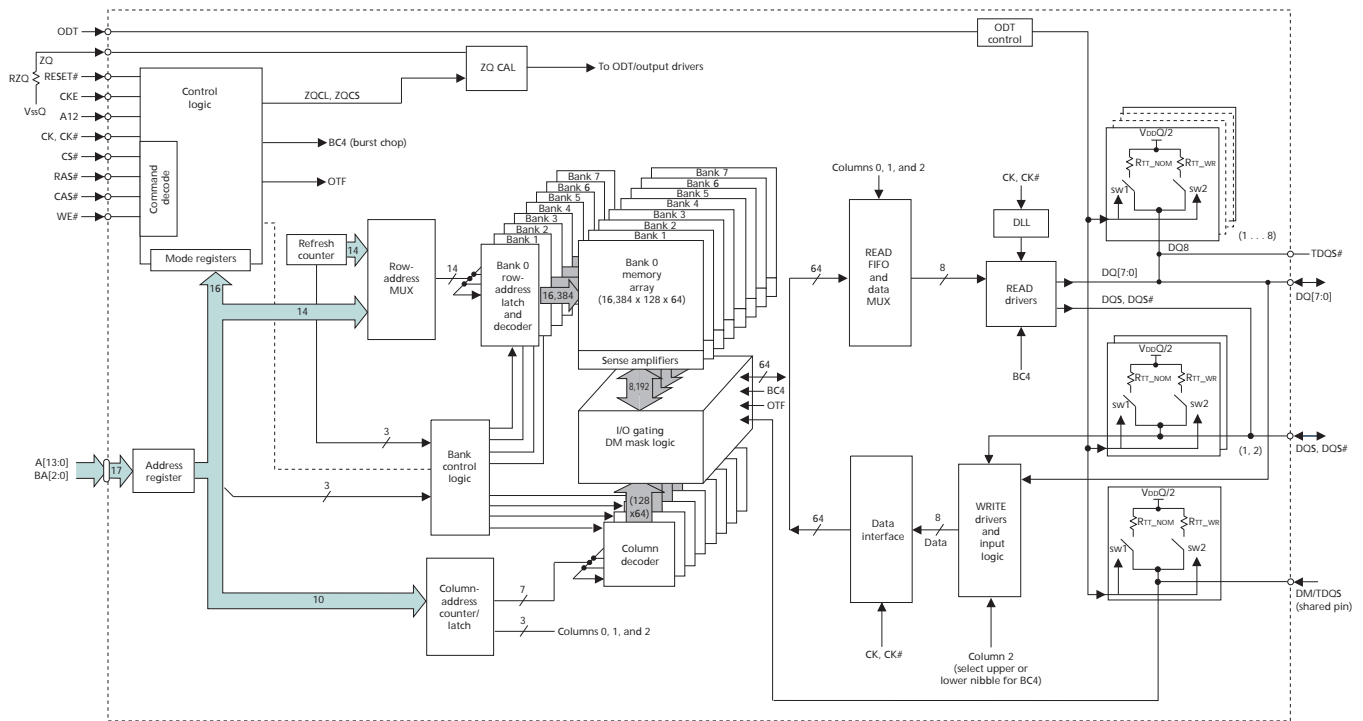 ODT
ODT
control
ZQ
RZQ
VSSQ
RESET#
CKE
A12
CK, CK#
CS#
RAS#
CAS#
WE#
Control
logic
Command
decode
Mode registers
ZQ CAL
To ODT/output drivers
ZQCL, ZQCS
BC4 (burst chop)
OTF
Refresh
counter
14
16
14
Row-
address
MUX
14
Bank 7
Bank 6
Bank 5
Bank 4
Bank 3
Bank 2
Bank 1
Bank 0
row-
address
latch
and
decoder
16,384
Bank 7
Bank 6
Bank 5
Bank 4
Bank 3
Bank 2
Bank 1
Bank 0
memory
array
(16,384 x 128 x 64)
Sense amplifiers
8,192
64
BC4
OTF
I/O gating
DM mask logic
(128
x64)
Column
decoder
3
Bank
control
logic
3
A[13:0]
BA[2:0]
17
Address
register
10
Column-
address
counter/
latch
7
3
Columns 0, 1, and 2
Columns 0, 1, and 2
64
READ
FIFO
and
data
MUX
8
CK, CK#
DLL
READ
drivers
BC4
DQ8
DQ[7:0]
DQS, DQS#
VDDQ/2
RTT_NOM
RTT_WR
sw1
sw2
(1 . . . 8)
TDQS#
DQ[7:0]
VDDQ/2
RTT_NOM
RTT_WR
sw1
sw2
(1, 2)
DQS, DQS#
VDDQ/2
RTT_NOM
RTT_WR
sw1
sw2
DM/TDQS
(shared pin)
64
Data
interface
8
Data
WRITE
drivers
and
input
logic
CK, CK#
Column 2
(select upper or
lower nibble for BC4)